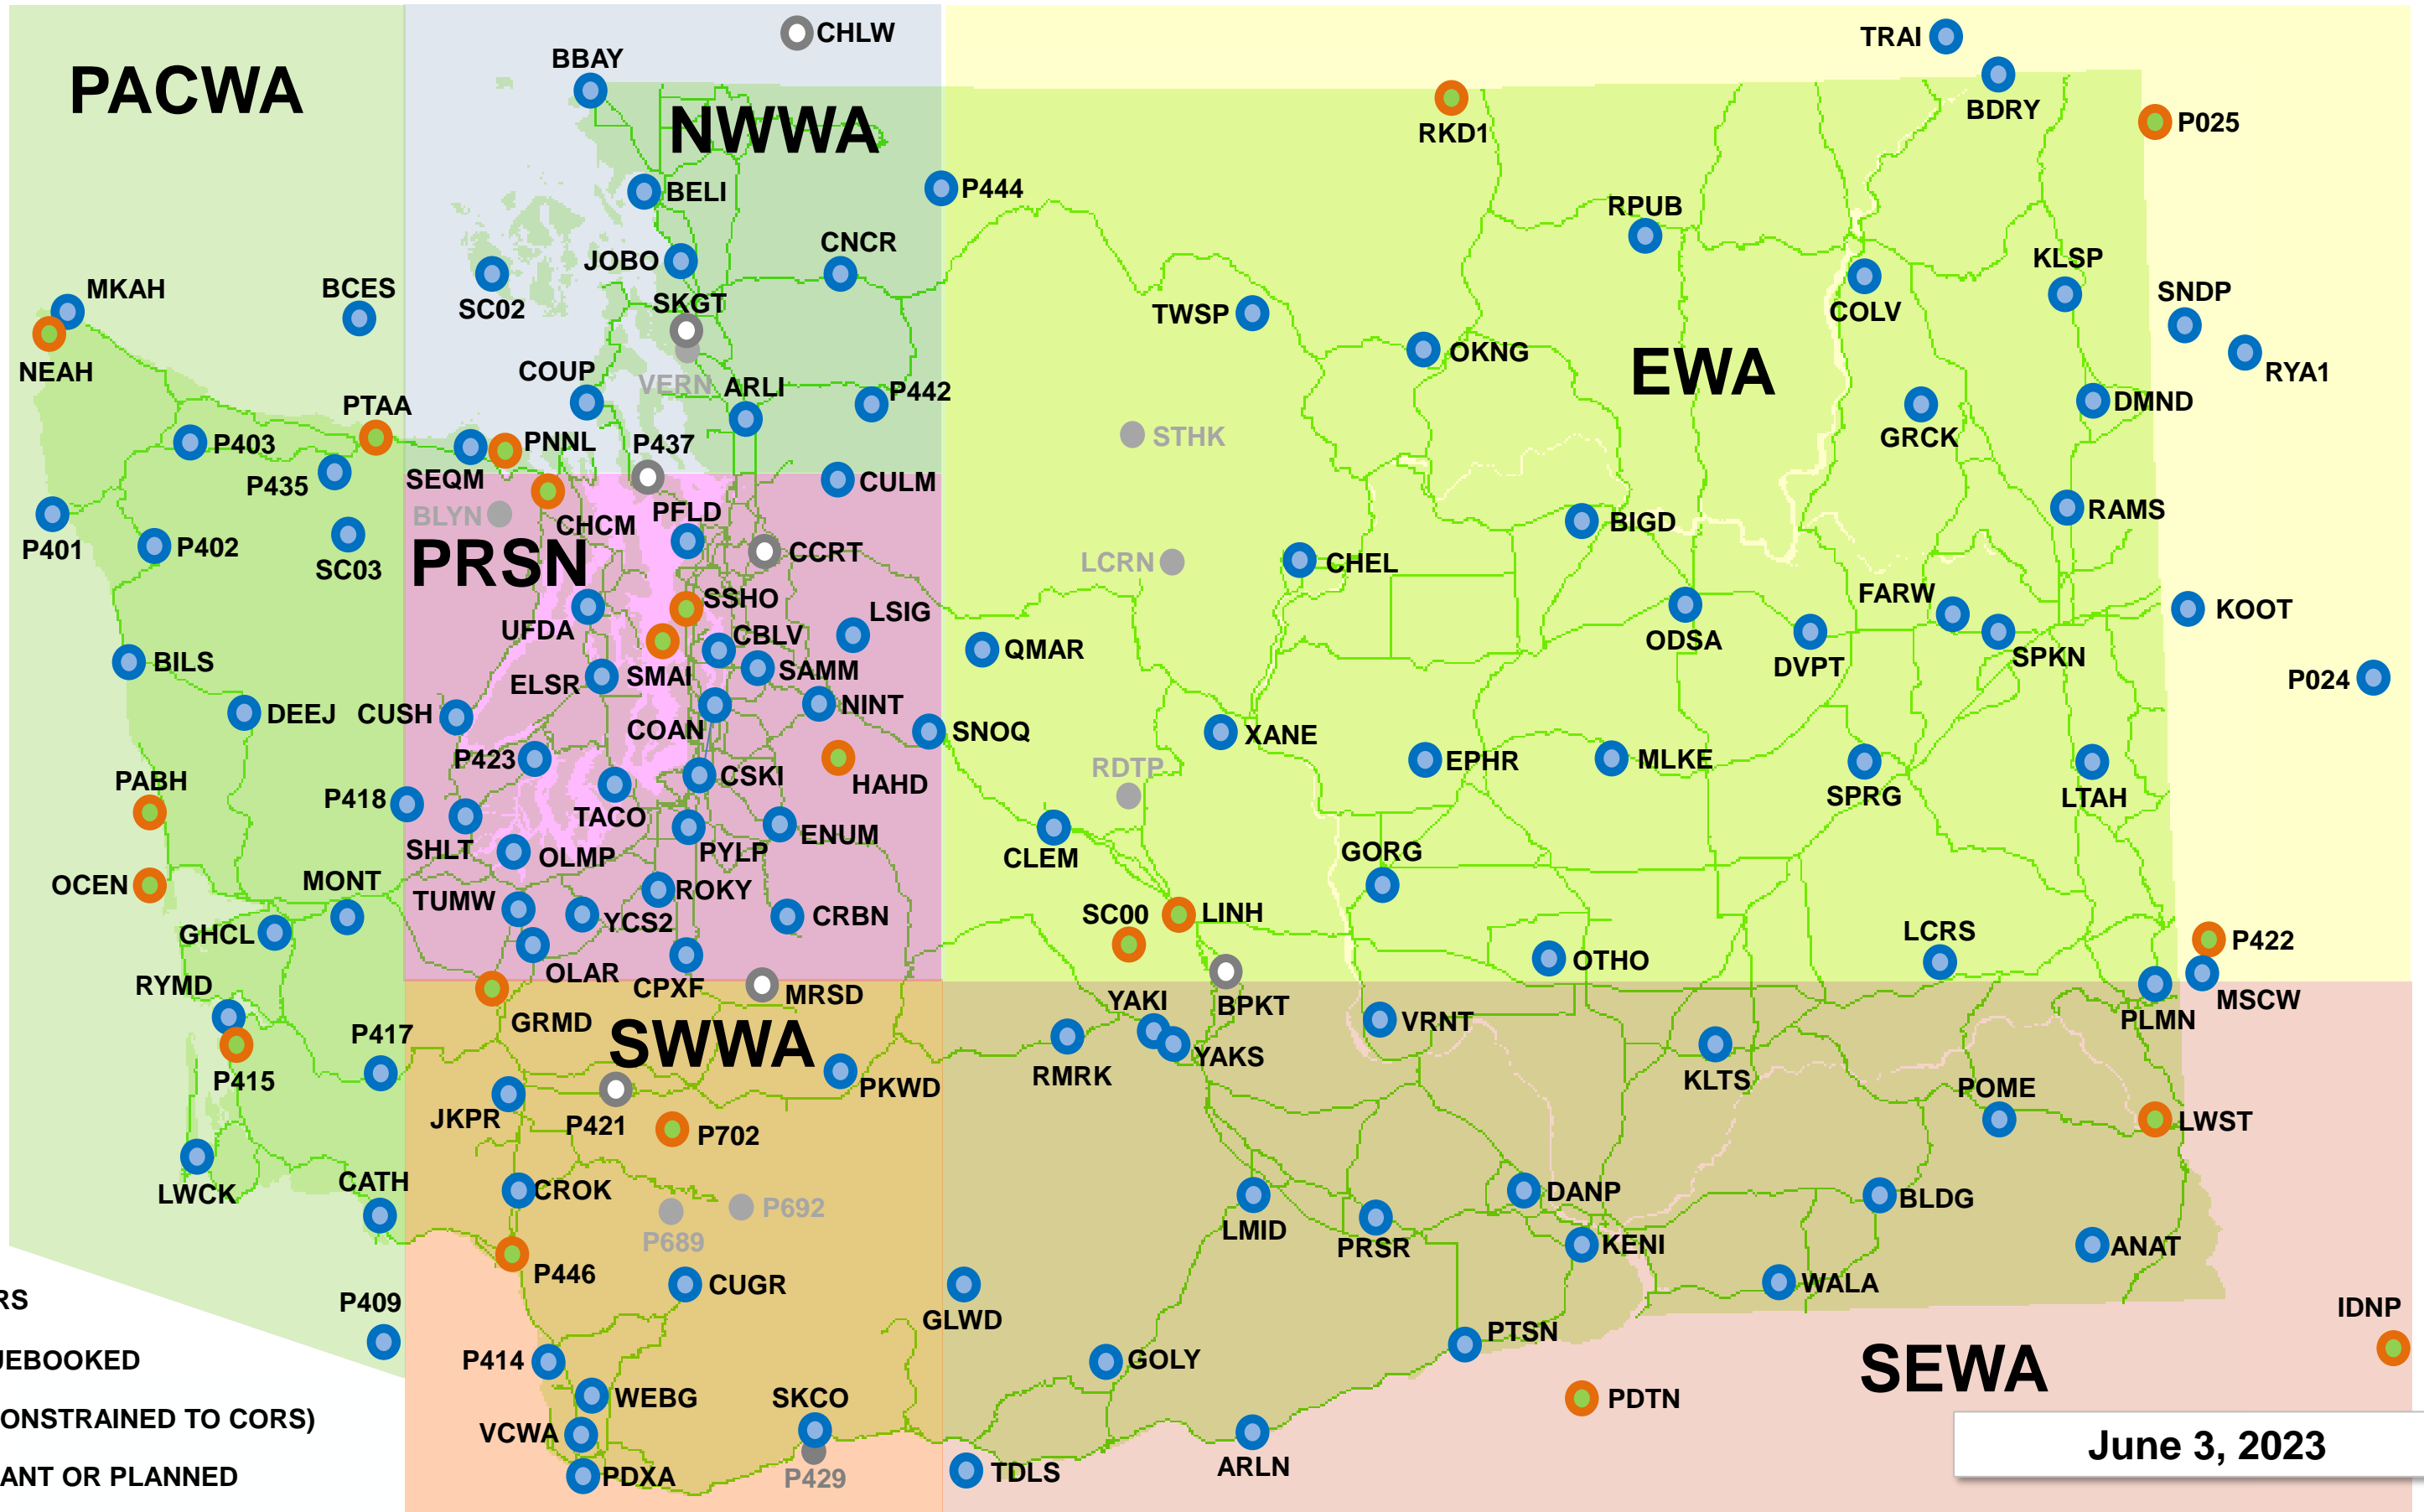 CHLW
TRAI
BBAY
PACWA
BDRY
P025
NWWA
RKD1
BELI
P444
RPUB
CNCR
JOBO
KLSP
MKAH
BCES
SC02
SKGT
TWSP
COLV
SNDP
NEAH
COUP
VERN
ARLI
P442
OKNG
EWA
RYA1
PTAA
DMND
P403
PNNL
P437
STHK
GRCK
SEQM
P435
CULM
BLYN
CHCM
PFLD
RAMS
BIGD
P401
P402
SC03
PRSN
CCRT
LCRN
CHEL
SSHO
LSIG
FARW
KOOT
UFDA
CBLV
ODSA
QMAR
DVPT
SPKN
BILS
ELSR
SMAI
SAMM
P024
DEEJ
CUSH
NINT
COAN
SNOQ
XANE
P423
CSKI
HAHD
RDTP
EPHR
MLKE
PABH
P418
SPRG
LTAH
TACO
ENUM
SHLT
OLMP
PYLP
CLEM
GORG
OCEN
MONT
TUMW
ROKY
YCS2
CRBN
SC00
LINH
LCRS
P422
GHCL
OTHO
OLAR
CPXF
MRSD
RYMD
YAKI
BPKT
MSCW
GRMD
VRNT
PLMN
P417
SWWA
YAKS
RMRK
KLTS
P415
PKWD
POME
JKPR
P421
P702
LWST
LWCK
CATH
CROK
P692
DANP
BLDG
LMID
P689
PRSR
KENI
ANAT
P446
CUGR
WALA
RS
P409
GLWD
IDNP
PTSN
UEBOOKED
P414
GOLY
SEWA
WEBG
SKCO
PDTN
ONSTRAINED TO CORS)
VCWA
June 3, 2023
ANT OR PLANNED
PDXA
P429
TDLS
ARLN